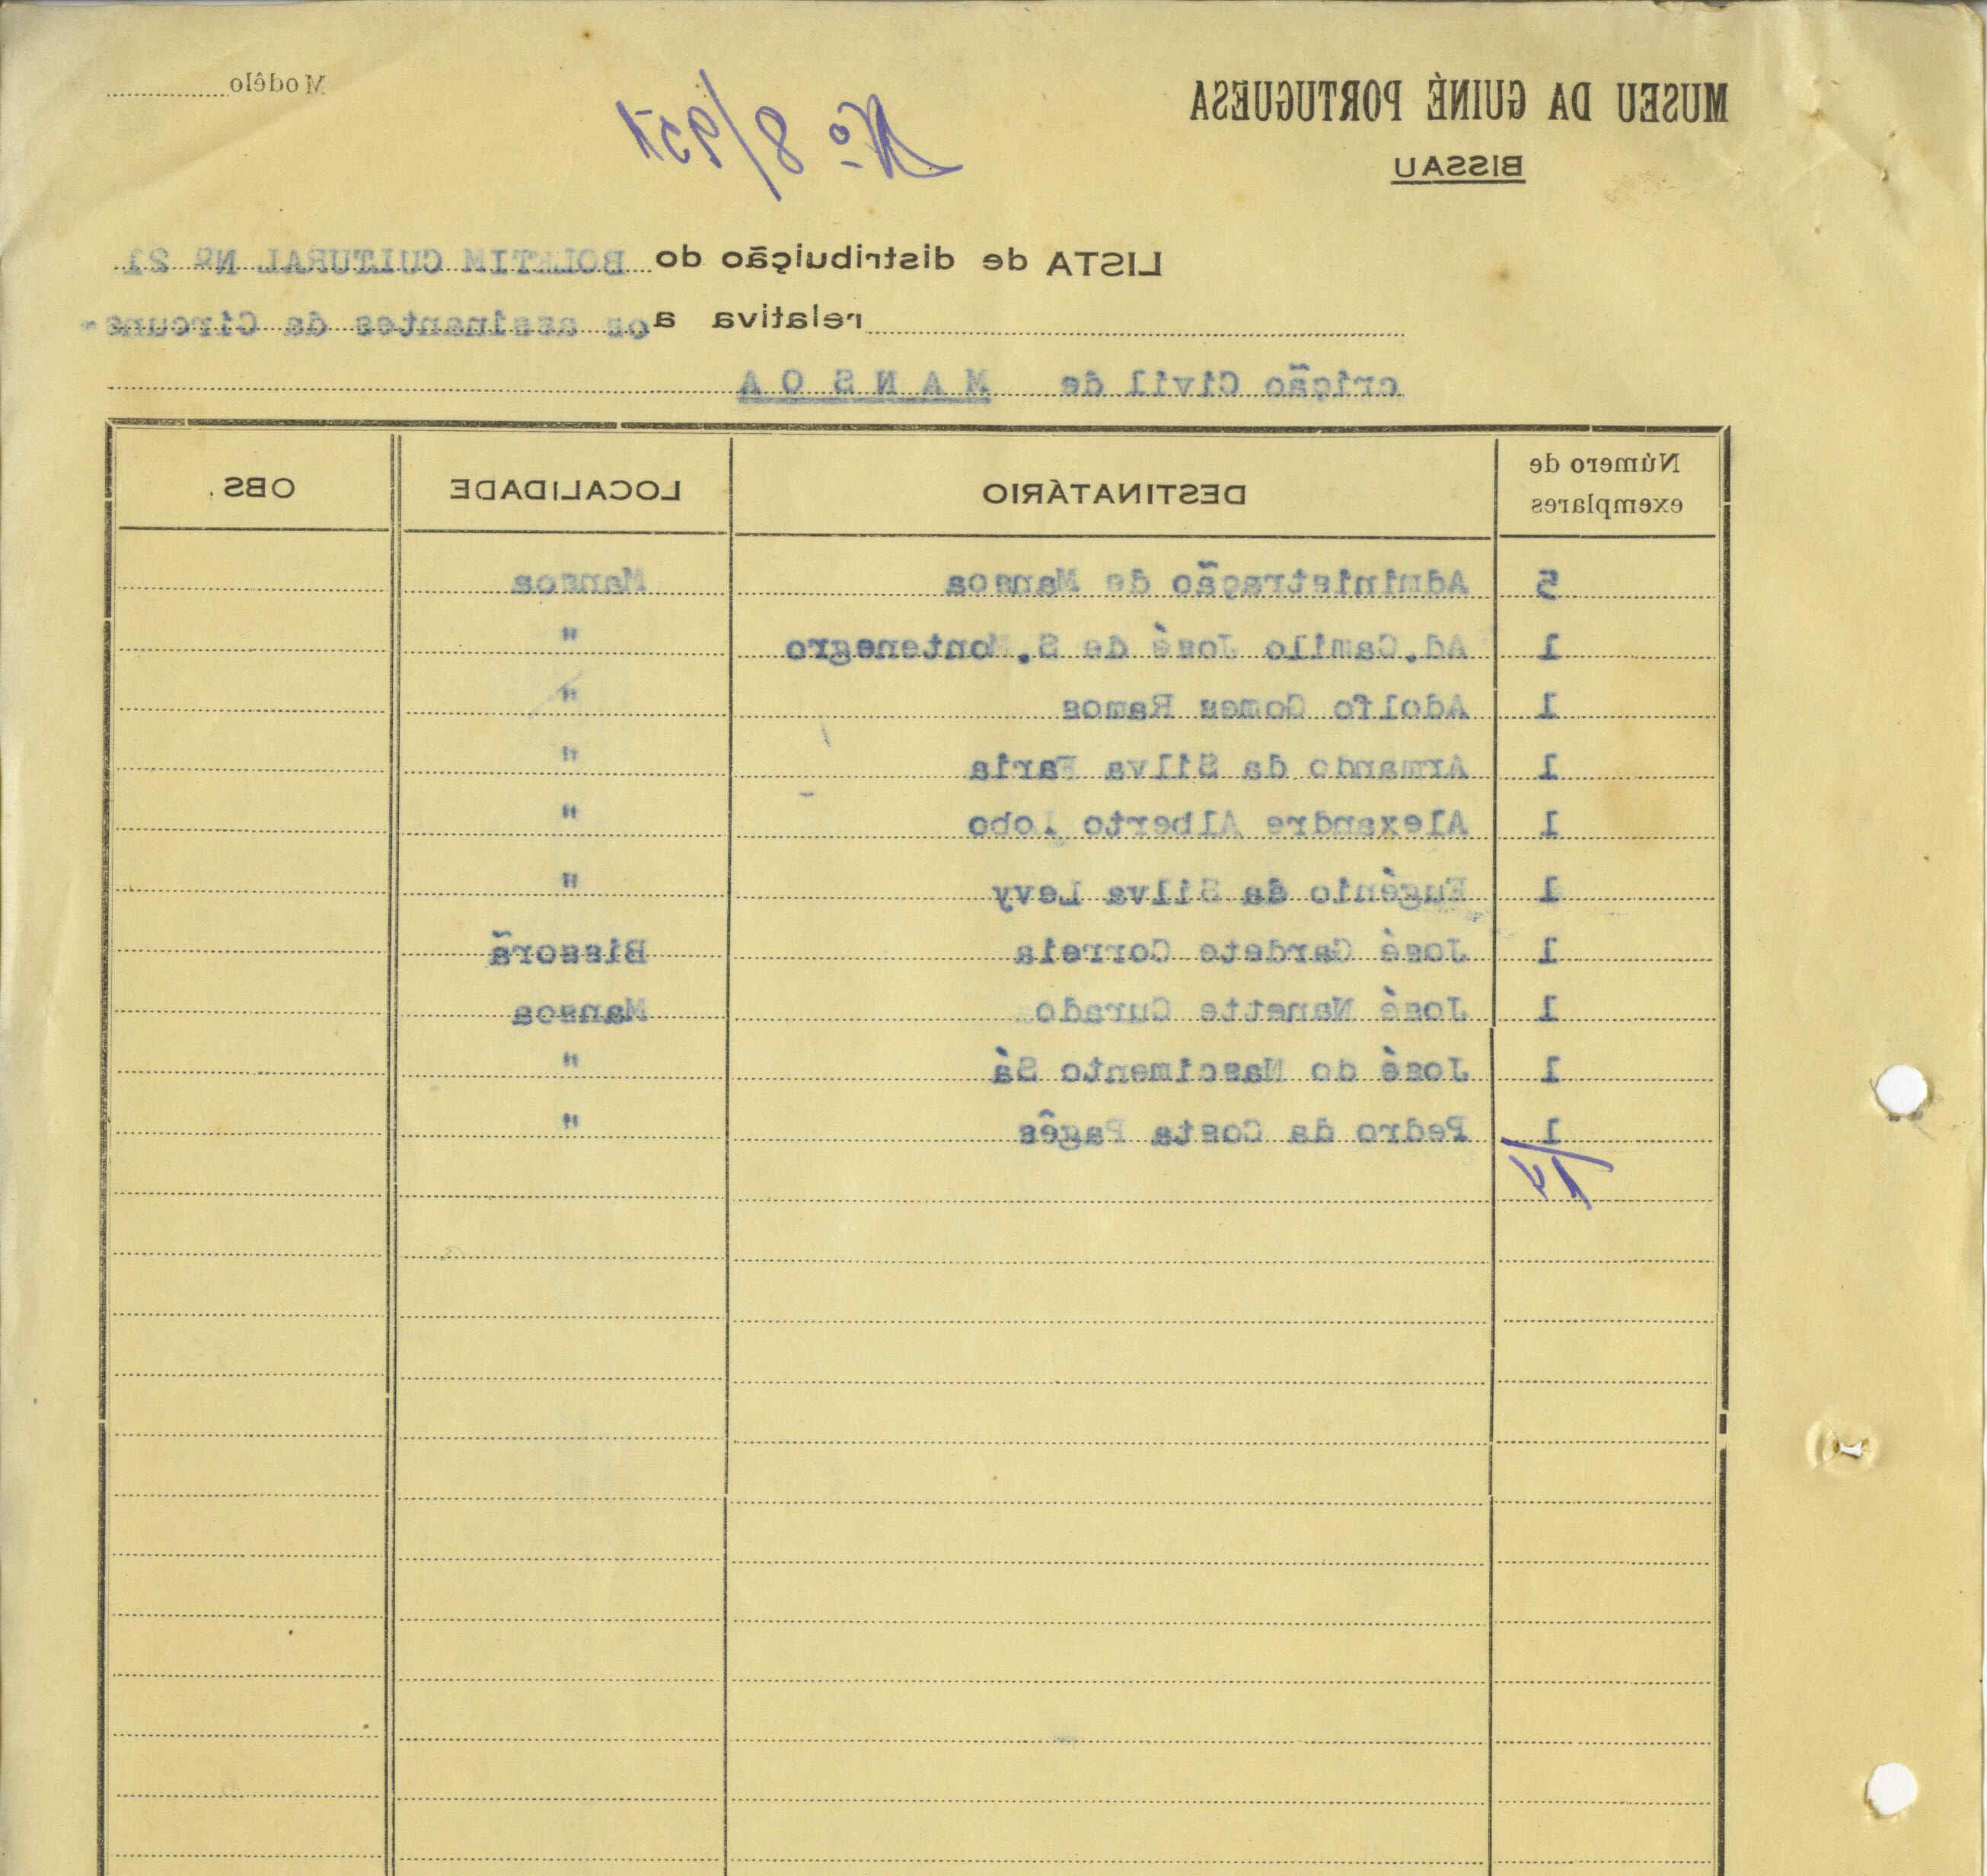 MUSEU DA GUINÉ PORTUGUESA
BISSAU
Modêlo
Nº 8/951
LISTA de distribuição do BOLETIM CULTURAL Nº 21
relativa aos assinantes da Circuns-
crição Civil de MANSOA
Número de exemplares DESTINATÁRIO LOCALIDADE OBS.
5 Administração de Mansoa Mansoa
1 Ad. Camilo José de S. Montenegro "
1 Adolfo Gomes Ramos "
1 Armando da Silva Faria "
1 Alexandre Alberto Lobo "
1 Eugénio da Silva Levy "
1 José Gardete Correia Bissorã
1 José Nanette Curado Mansoa
1 José do Nascimento Sá "
1 Pedro da Costa Pagês "
14